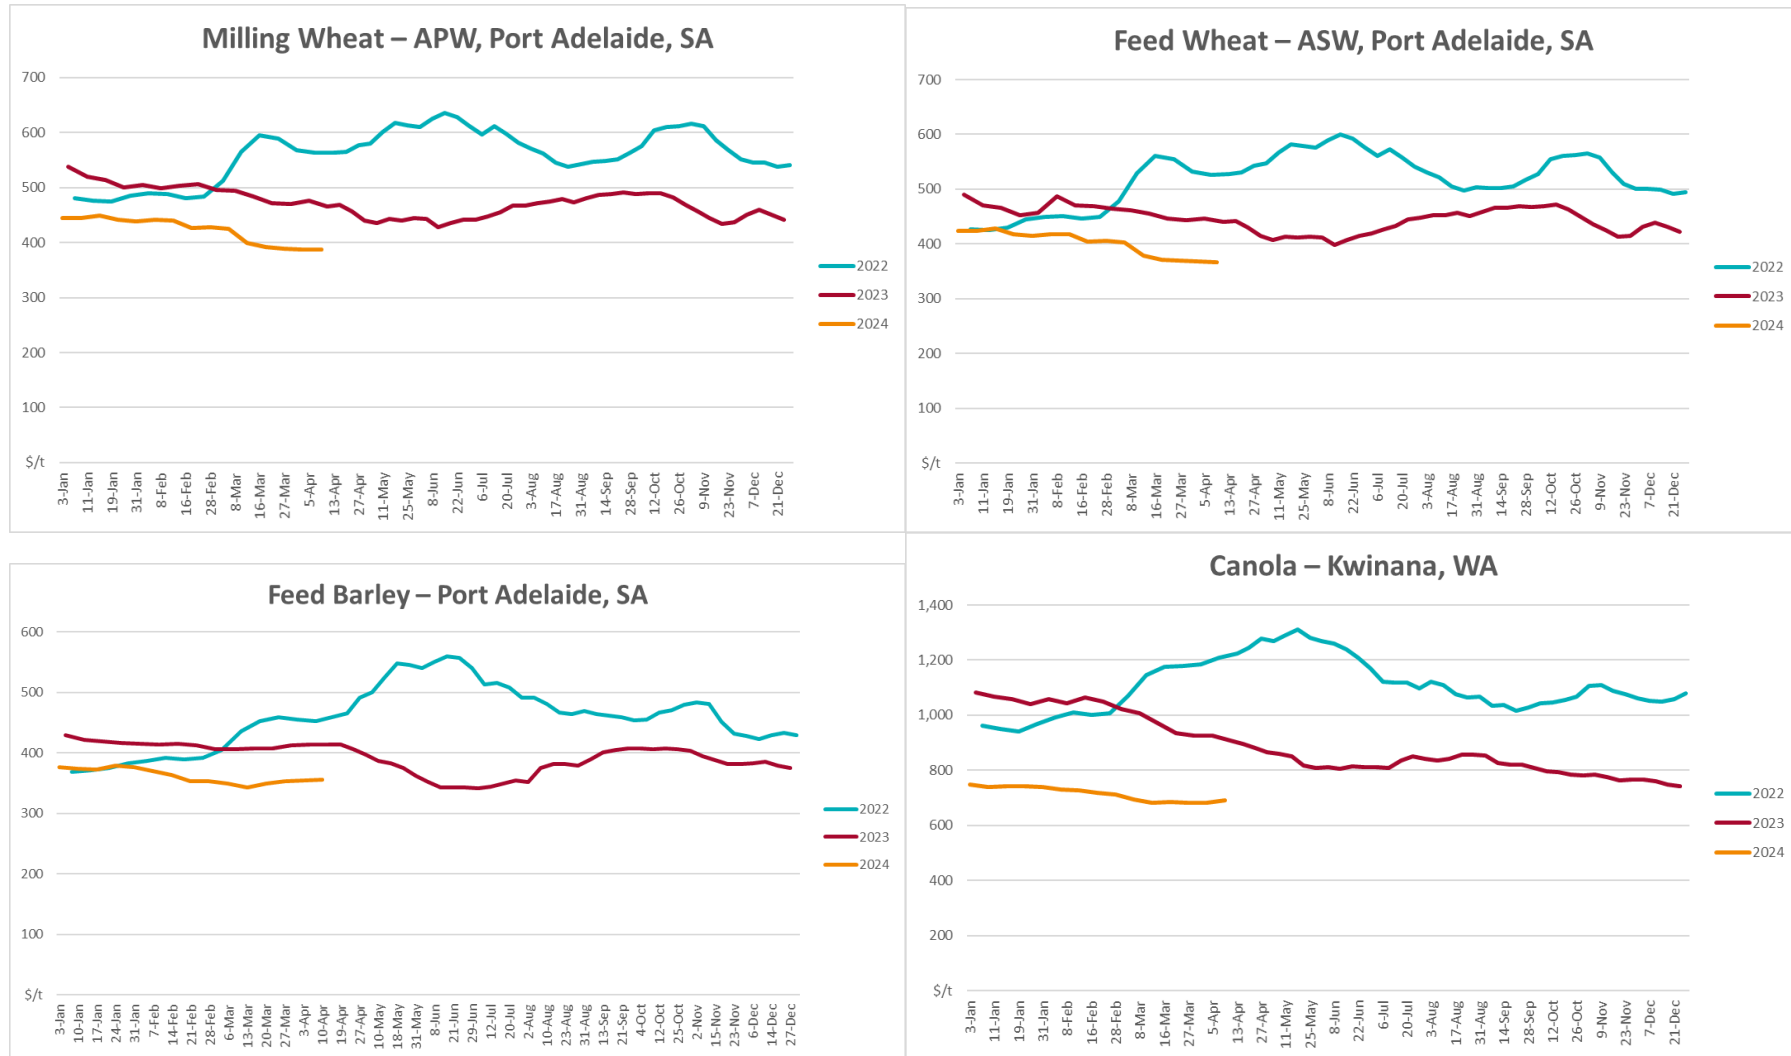 Milling Wheat – APW, Port Adelaide, SA
700
600
500
400
300
200
100
$/t
3-Jan
11-Jan
19-Jan
31-Jan
8-Feb
16-Feb
28-Feb
8-Mar
16-Mar
27-Mar
5-Apr
13-Apr
27-Apr
11-May
25-May
8-Jun
22-Jun
6-Jul
20-Jul
3-Aug
17-Aug
31-Aug
14-Sep
28-Sep
12-Oct
26-Oct
9-Nov
23-Nov
7-Dec
21-Dec
2022
2023
2024
Feed Wheat – ASW, Port Adelaide, SA
700
600
500
400
300
200
100
$/t
3-Jan
11-Jan
19-Jan
31-Jan
8-Feb
16-Feb
28-Feb
8-Mar
16-Mar
27-Mar
5-Apr
13-Apr
27-Apr
11-May
25-May
8-Jun
22-Jun
6-Jul
20-Jul
3-Aug
17-Aug
31-Aug
14-Sep
28-Sep
12-Oct
26-Oct
9-Nov
23-Nov
7-Dec
21-Dec
2022
2023
2024
Feed Barley – Port Adelaide, SA
600
500
400
300
200
100
$/t
3-Jan
10-Jan
17-Jan
24-Jan
31-Jan
7-Feb
14-Feb
21-Feb
28-Feb
6-Mar
13-Mar
20-Mar
27-Mar
3-Apr
10-Apr
19-Apr
27-Apr
10-May
18-May
31-May
8-Jun
21-Jun
29-Jun
12-Jul
20-Jul
2-Aug
10-Aug
23-Aug
31-Aug
13-Sep
21-Sep
4-Oct
12-Oct
25-Oct
2-Nov
15-Nov
23-Nov
6-Dec
14-Dec
27-Dec
2022
2023
2024
Canola – Kwinana, WA
1,400
1,200
1,000
800
600
400
200
$/t
3-Jan
11-Jan
19-Jan
31-Jan
8-Feb
16-Feb
28-Feb
8-Mar
16-Mar
27-Mar
5-Apr
13-Apr
27-Apr
11-May
25-May
8-Jun
22-Jun
6-Jul
20-Jul
3-Aug
17-Aug
31-Aug
14-Sep
28-Sep
12-Oct
26-Oct
9-Nov
23-Nov
7-Dec
21-Dec
2022
2023
2024